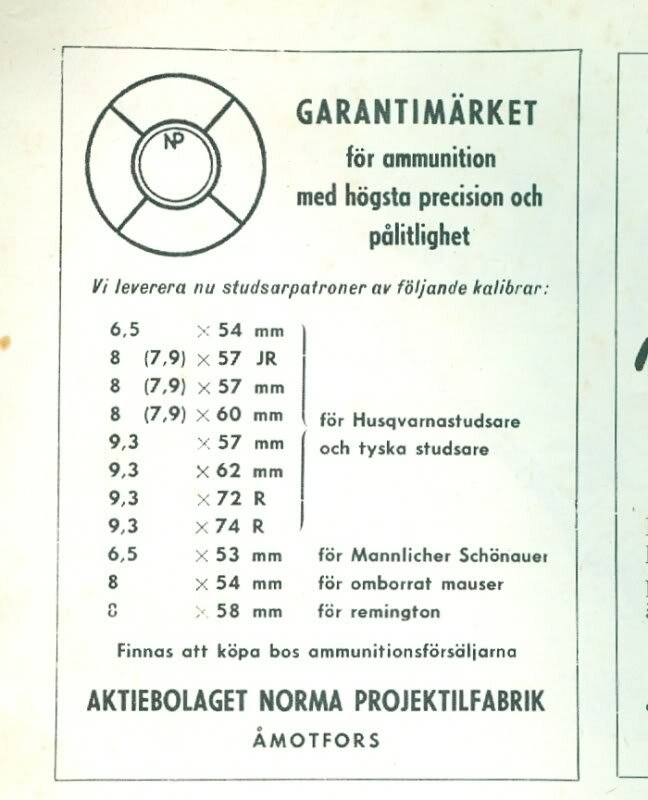 NP
GARANTIMÄRKET
för ammunition
med högsta precision och
pålitlighet
Vi leverera nu studsarpatroner av följande kalibrar:
6,5 × 54 mm
8 (7,9) × 57 JR
8 (7,9) × 57 mm
8 (7,9) × 60 mm
för Husqvarnastudsare
9,3 × 57 mm
och tyska studsare
9,3 × 62 mm
9,3 × 72 R
9,3 × 74 R
6,5 × 53 mm för Mannlicher Schönauer
8 × 54 mm för omborrat mauser
8 × 58 mm för remington
Finnas att köpa bos ammunitionsförsäljarna
AKTIEBOLAGET NORMA PROJEKTILFABRIK
ÅMOTFORS